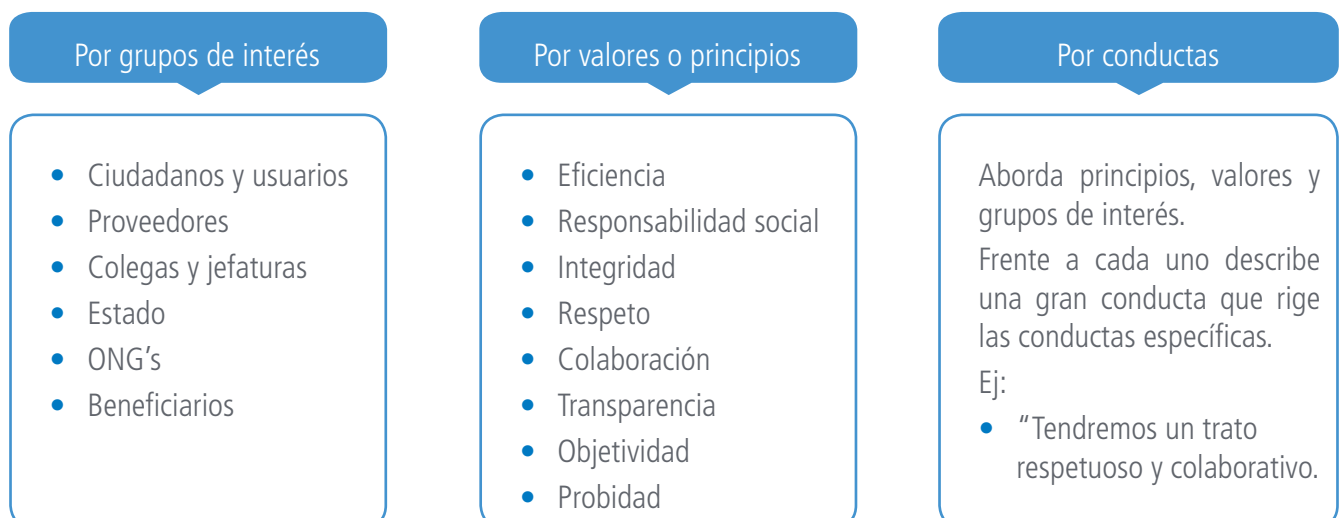 Por grupos de interés
• Ciudadanos y usuarios
• Proveedores
• Colegas y jefaturas
• Estado
• ONG's
• Beneficiarios
Por valores o principios
• Eficiencia
• Responsabilidad social
• Integridad
• Respeto
• Colaboración
• Transparencia
• Objetividad
• Probidad
Por conductas
Aborda principios, valores y
grupos de interés.
Frente a cada uno describe
una gran conducta que rige
las conductas específicas.
Ej:
• “Tendremos un trato
respetuoso y colaborativo.